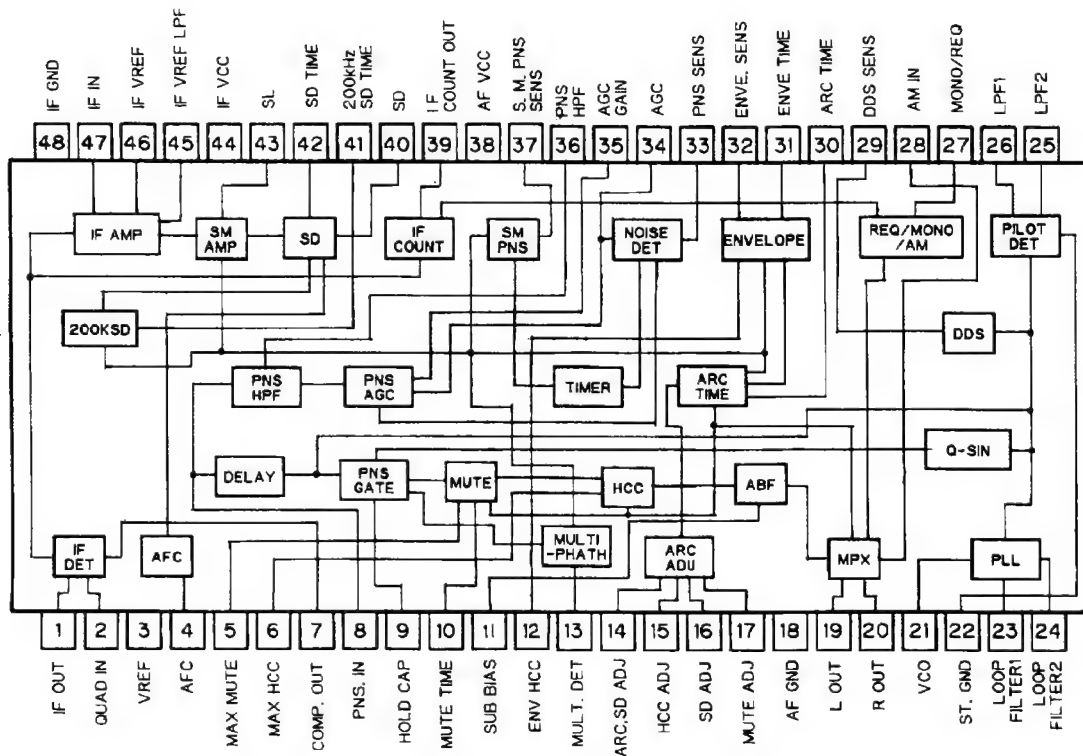 IF GND
IF IN
IF VREF
IF VREF LPF
IF VCC
SL
SD TIME
200kHz
SD TIME
SD
IF
COUNT OUT
AF VCC
S. M. PNS
SENS
PNS
HPF
AGC
GAIN
AGC
PNS SENS
ENVE. SENS
ENVE TIME
ARC TIME
DDS SENS
AM IN
MONO/REQ
LPF1
LPF2
48 47 46 45 44 43 42 41 40 39 38 37 36 35 34 33 32 31 30 29 28 27 26 25
IF AMP
SM
AMP
SD
IF
COUNT
SM
PNS
NOISE
DET
ENVELOPE
REQ/MONO
/AM
PILOT
DET
200KSD
DDS
PNS
HPF
PNS
AGC
TIMER
ARC
TIME
Q-SIN
DELAY
PNS
GATE
MUTE
HCC
ABF
IF
DET
AFC
MULTI
-PHATH
ARC
ADU
MPX
PLL
1 2 3 4 5 6 7 8 9 10 11 12 13 14 15 16 17 18 19 20 21 22 23 24
IF OUT
QUAD IN
VREF
AFC
MAX MUTE
MAX HCC
COMP. OUT
PNS. IN
HOLD CAP
MUTE TIME
SUB BIAS
ENV HCC
MULT. DET
ARC,SD ADJ
HCC ADJ
SD ADJ
MUTE ADJ
AF GND
L OUT
R OUT
VCO
ST. GND
LOOP
FILTER1
LOOP
FILTER2